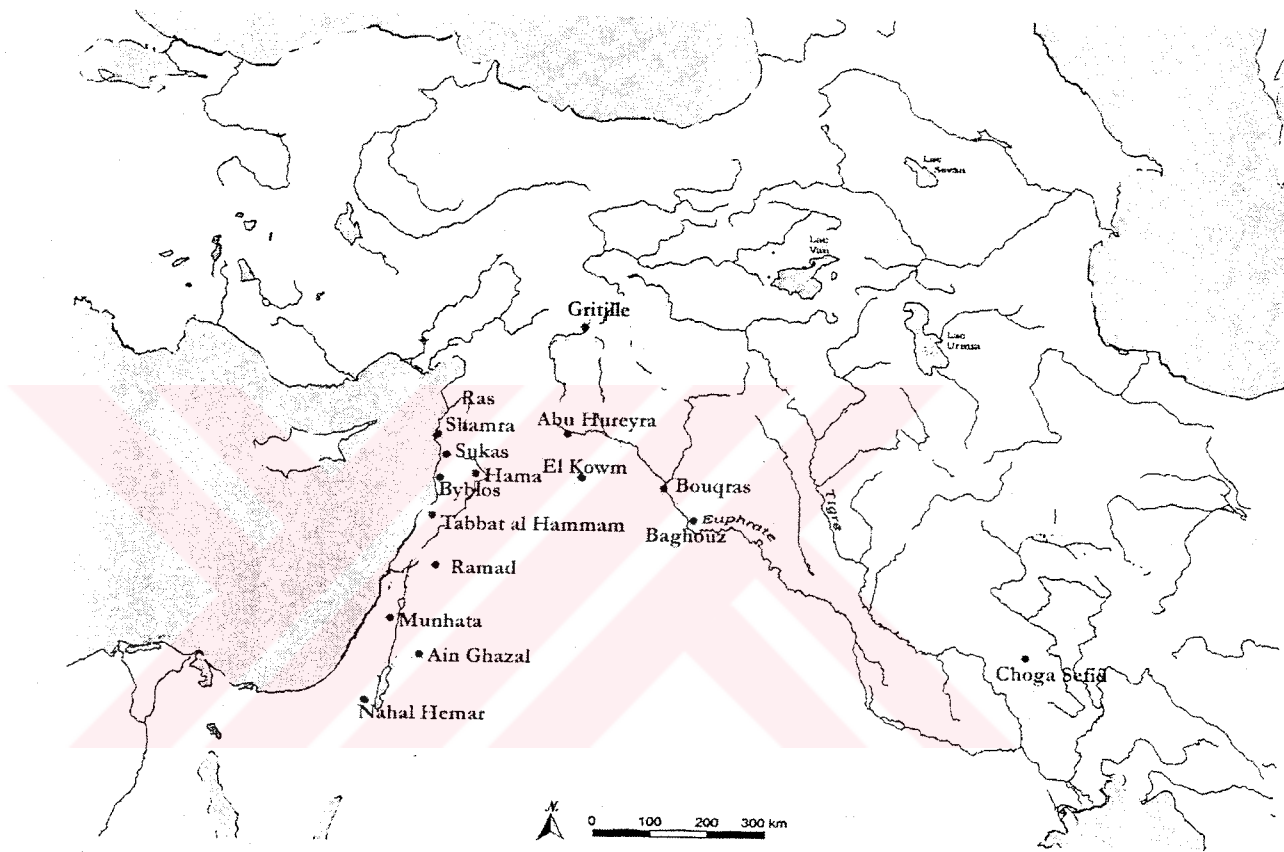 Lac
Sevan
Lac
Van
Gritille
Lac
Urmia
Ras
Shamra
Abu Hureyra
Sukas
El Kowm
Hama
Byblos
Bouqras
Tigre
Tabbat al Hammam
Euphrate
Baghouz
Ramad
Munhata
Ain Ghazal
Choga Sefid
Nahal Hemar
N.
0 100 200 300 km